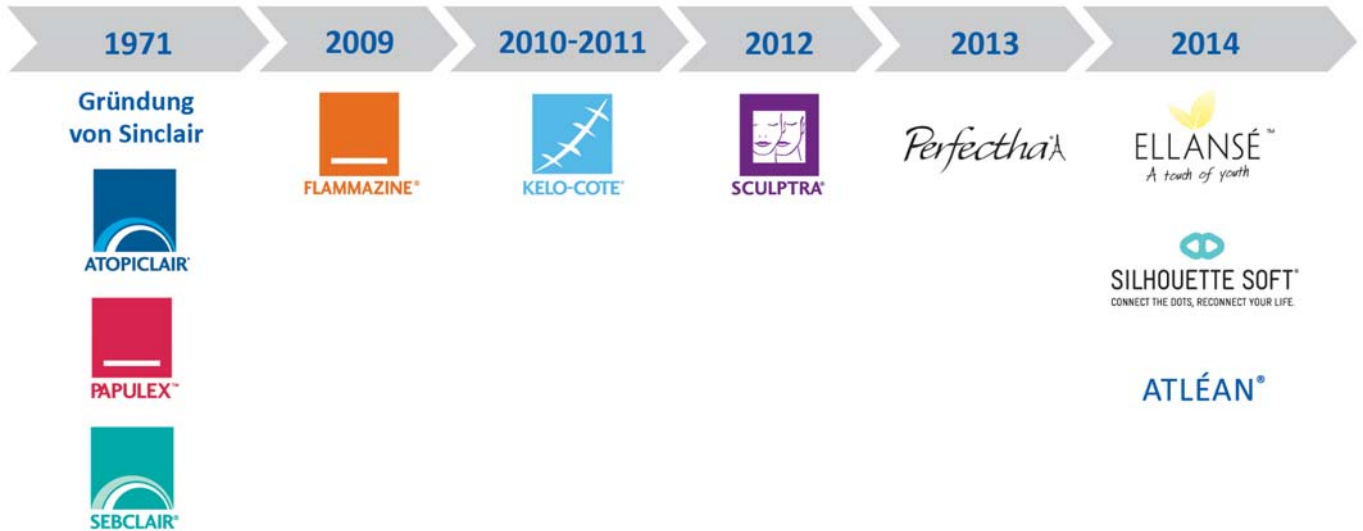 1971
2009
2010-2011
2012
2013
2014
Gründung
von Sinclair
ATOPICLAIR
PAPULEX™
SEBCLAIR®
FLAMMAZINE®
KELO-COTE®
SCULPTRA®
Perfectha
ELLANSÉ™
A touch of youth
SILHOUETTE SOFT®
CONNECT THE DOTS, RECONNECT YOUR LIFE.
ATLÉAN®